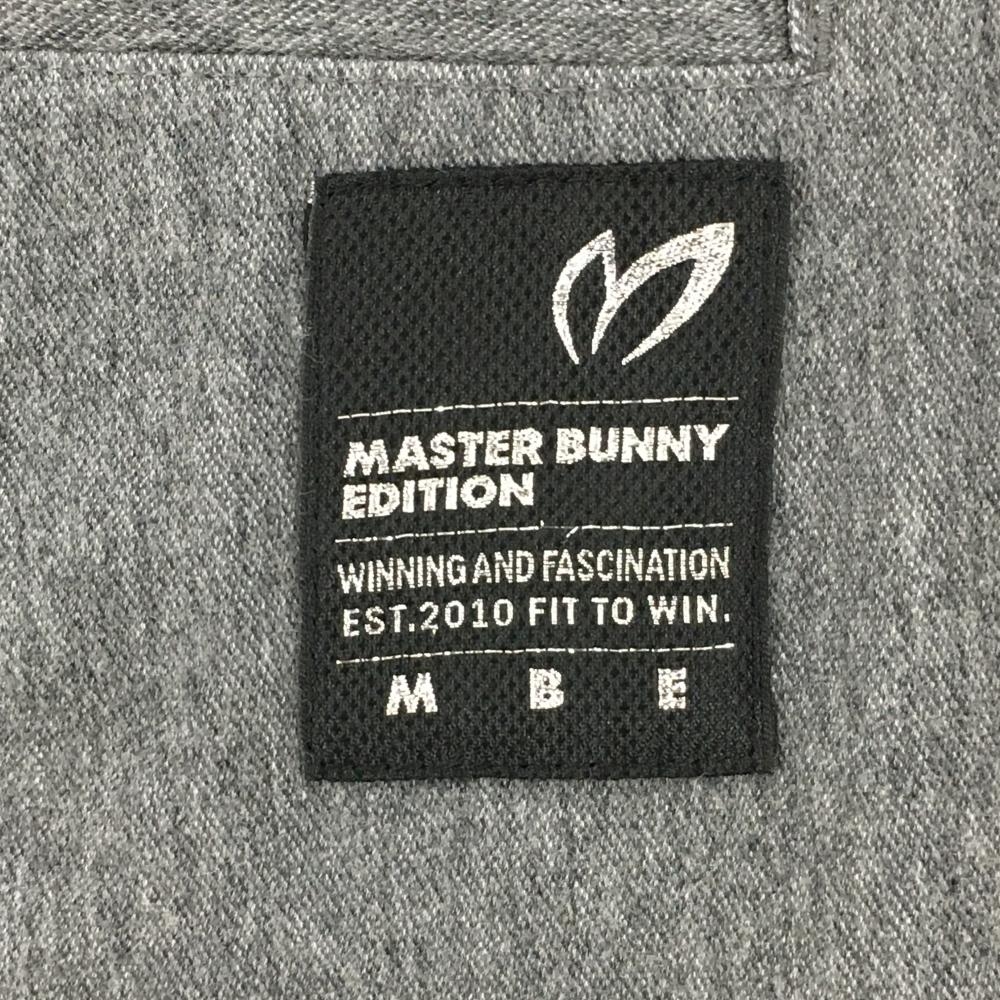 MASTER BUNNY
EDITION
WINNING AND FASCINATION
EST.2010 FIT TO WIN.
M B E